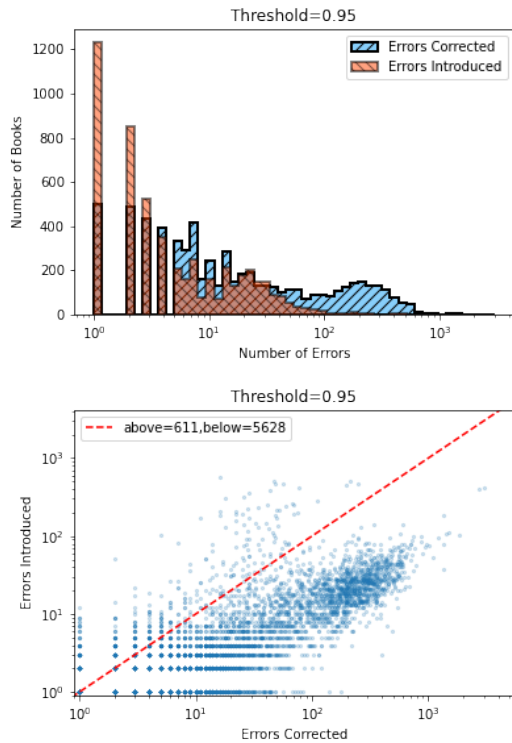 Threshold=0.95
Errors Corrected
Errors Introduced
Number of Books
1200
1000
800
600
400
200
0
10⁰
10¹
10²
10³
Number of Errors
Threshold=0.95
above=611,below=5628
Errors Introduced
10³
10²
10¹
10⁰
10⁰
10¹
10²
10³
Errors Corrected